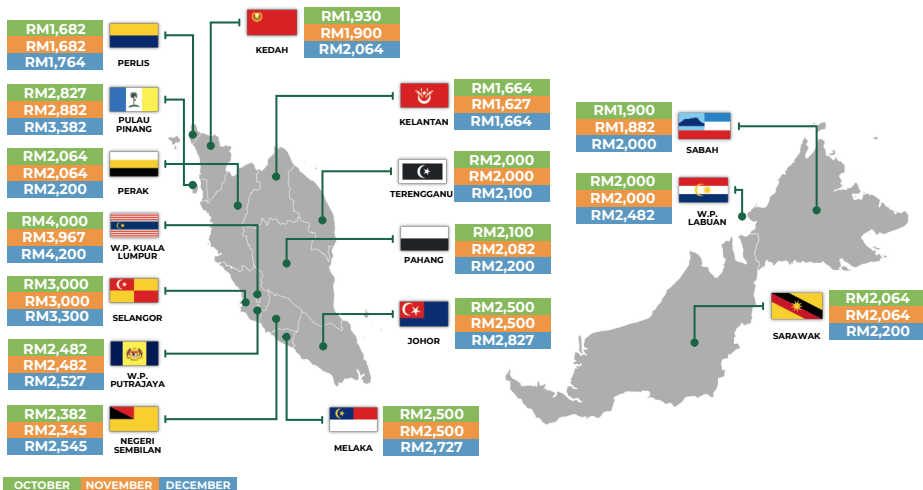 RM1,682
RM1,682
RM1,764
PERLIS
RM1,930
RM1,900
RM2,064
KEDAH
RM2,827
RM2,882
RM3,382
PULAU
PINANG
RM1,664
RM1,627
RM1,664
KELANTAN
RM1,900
RM1,882
RM2,000
SABAH
RM2,064
RM2,064
RM2,200
PERAK
RM2,000
RM2,000
RM2,100
TERENGGANU
RM2,000
RM2,000
RM2,482
W.P.
LABUAN
RM4,000
RM3,967
RM4,200
W.P. KUALA
LUMPUR
RM2,100
RM2,082
RM2,200
PAHANG
RM3,000
RM3,000
RM3,300
SELANGOR
RM2,500
RM2,500
RM2,827
JOHOR
RM2,064
RM2,064
RM2,200
SARAWAK
RM2,482
RM2,482
RM2,527
W.P.
PUTRAJAYA
RM2,382
RM2,345
RM2,545
NEGERI
SEMBILAN
RM2,500
RM2,500
RM2,727
MELAKA
OCTOBER NOVEMBER DECEMBER